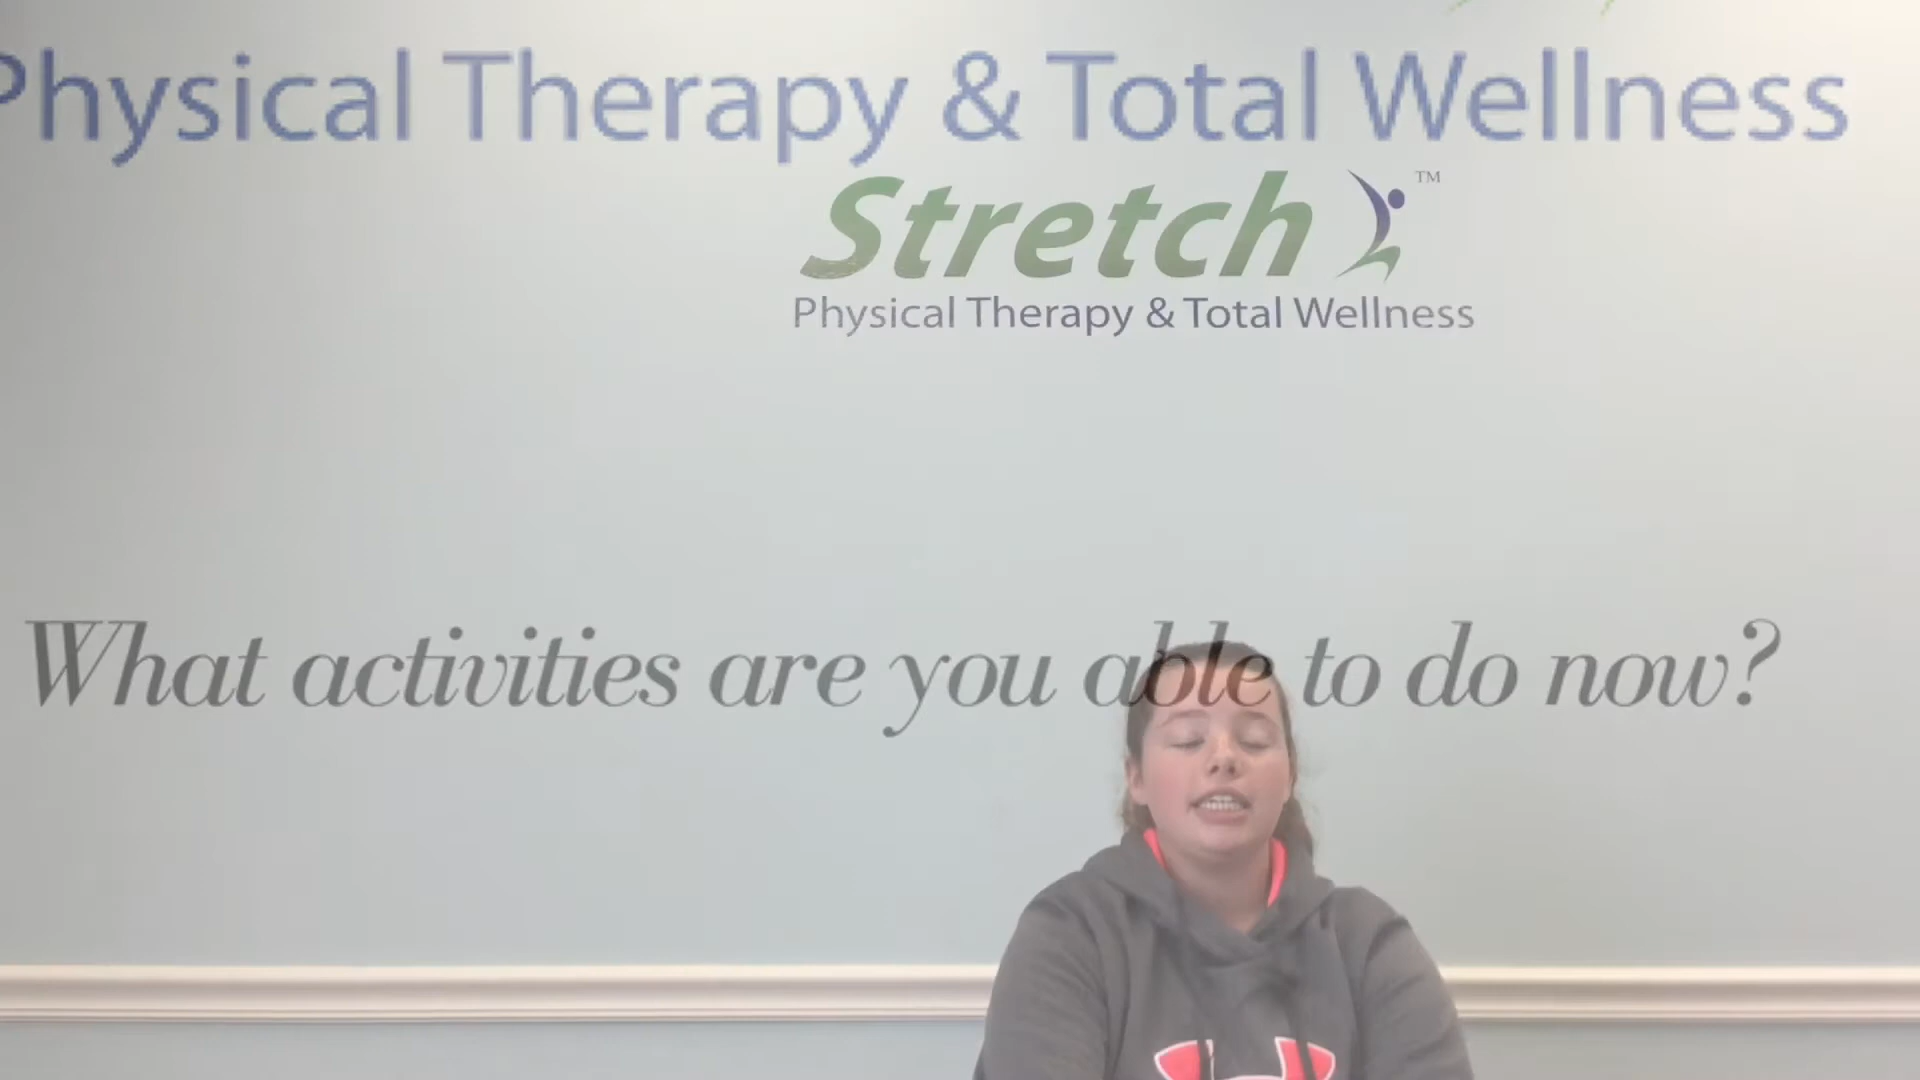 Physical Therapy & Total Wellness
Stretch™
Physical Therapy & Total Wellness
What activities are you able to do now?